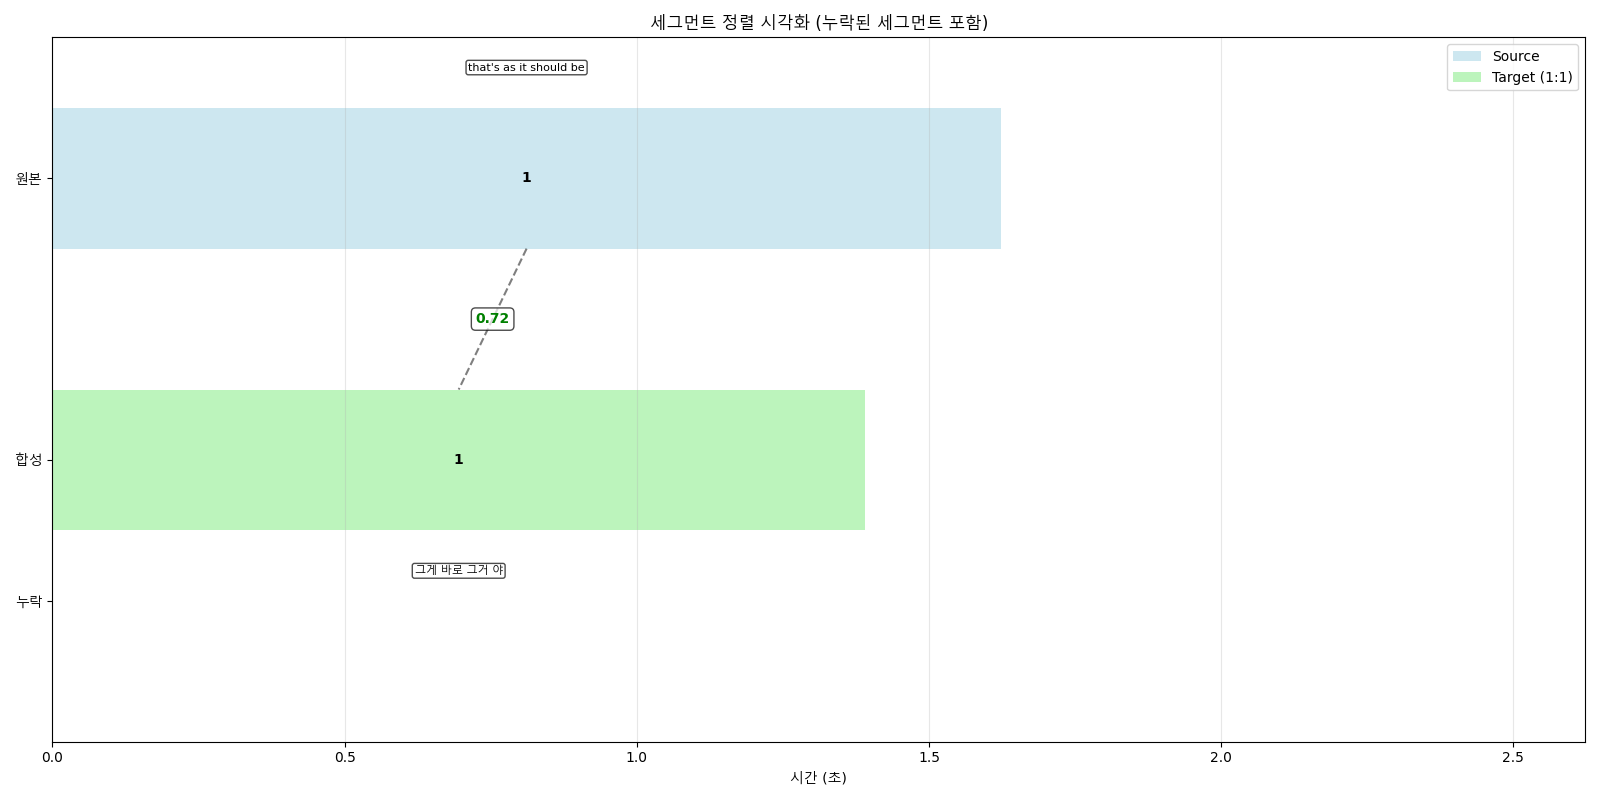 세그먼트 정렬 시각화 (누락된 세그먼트 포함)
Source
Target (1:1)
that's as it should be
원본
1
0.72
합성
1
그게 바로 그거 야
누락
0.0 0.5 1.0 1.5 2.0 2.5
시간 (초)